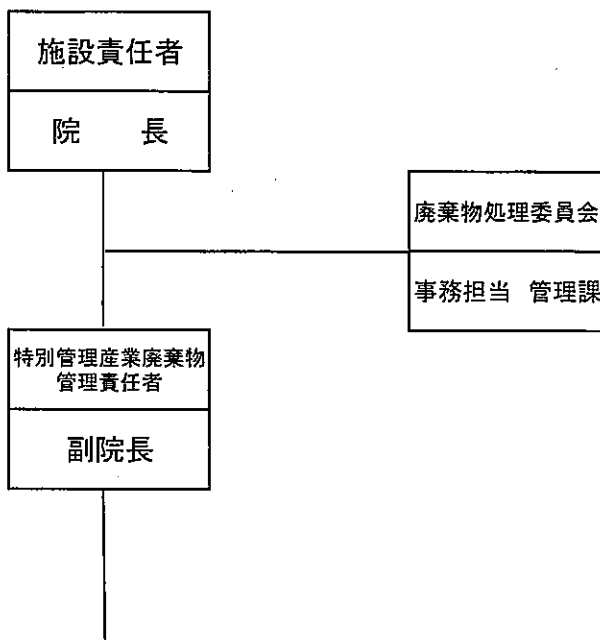 施設責任者
院　　長
廃棄物処理委員会
事務担当　管理課
特別管理産業廃棄物
管理責任者
副院長